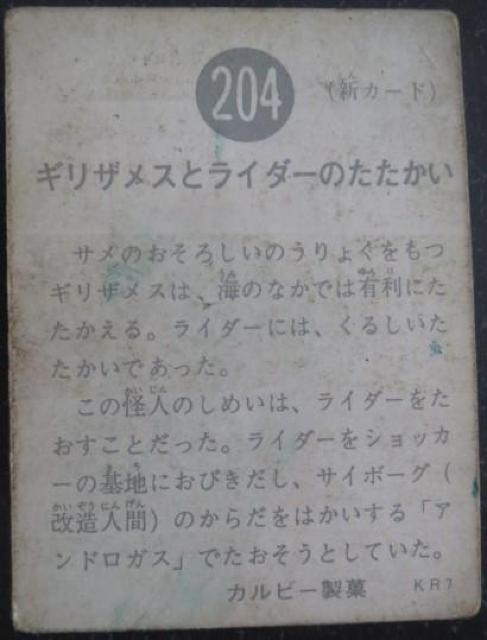 204
(新カード)
ギリザメスとライダーのたたかい
サメのおそろしいのうりょくをもつ
ギリザメスは、海のなかでは有利にた
たかえる。ライダーには、くるしいた
たかいであった。
この怪人のしめいは、ライダーをた
おすことだった。ライダーをショッカ
ーの基地におびきだし、サイボーグ(
改造人間)のからだをはかいする「ア
ンドロガス」でたおそうとしていた。
カルビー製菓 KR7